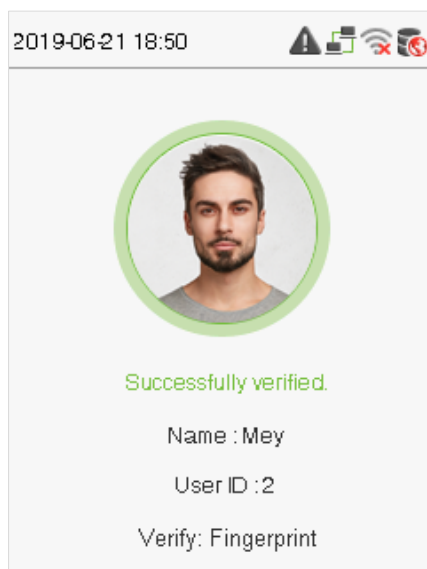 2019-06-21 18:50
Successfully verified.
Name : Mey
User ID : 2
Verify: Fingerprint